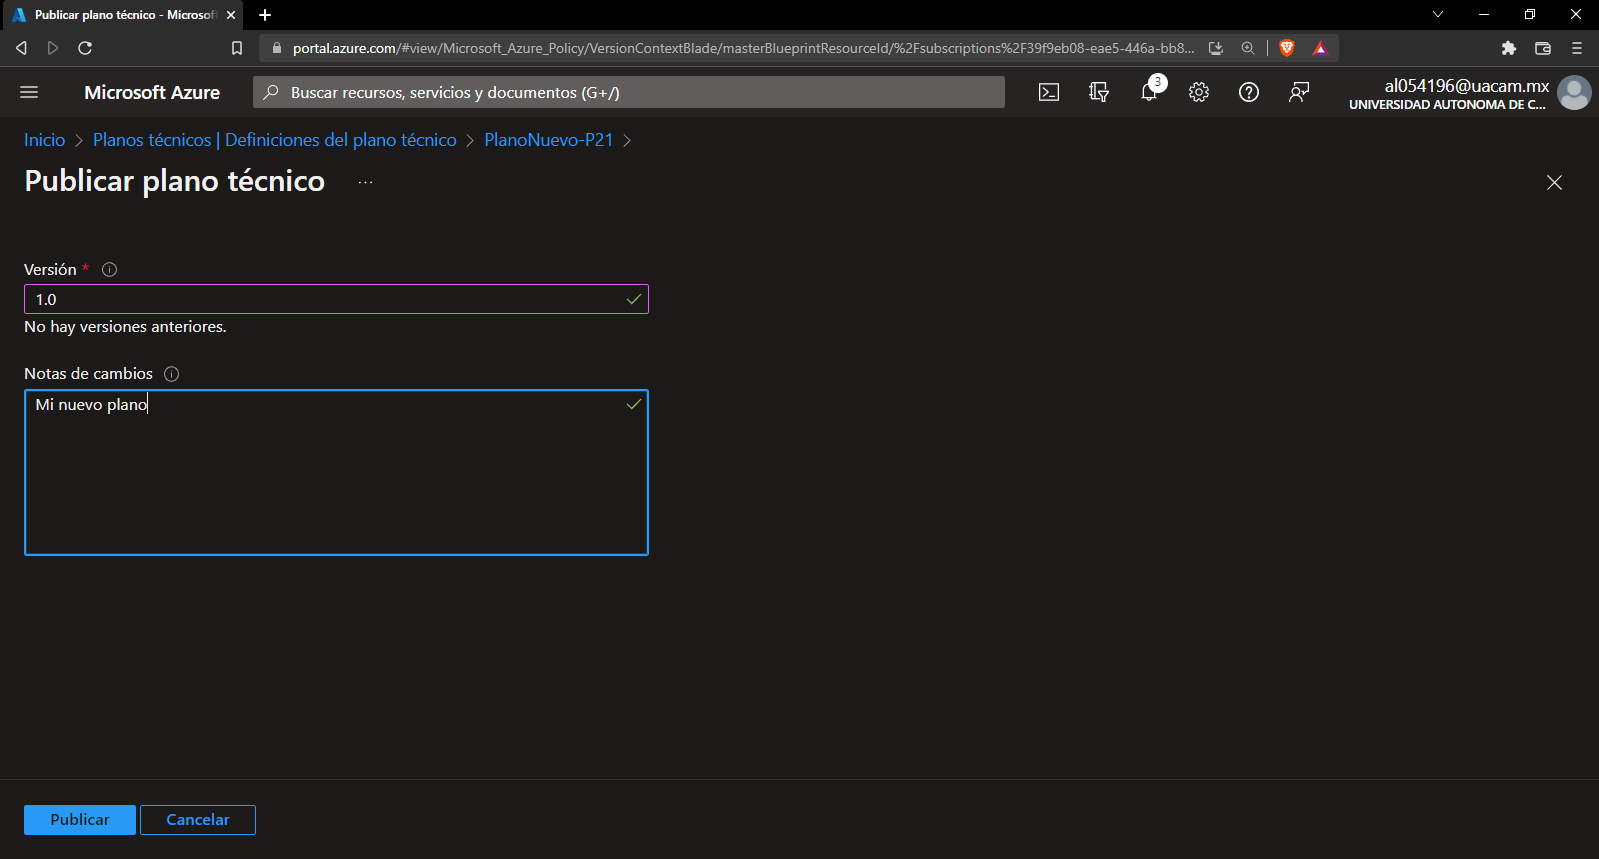 Publicar plano técnico - Microsoft
portal.azure.com/#view/Microsoft_Azure_Policy/VersionContextBlade/masterBlueprintResourceId/%2Fsubscriptions%2F39f9eb08-eae5-446a-bb8...
Microsoft Azure
Buscar recursos, servicios y documentos (G+/)
3
al054196@uacam.mx
UNIVERSIDAD AUTONOMA DE C...
Inicio > Planos técnicos | Definiciones del plano técnico > PlanoNuevo-P21 >
Publicar plano técnico ...
Versión *
1.0
No hay versiones anteriores.
Notas de cambios
Mi nuevo plano
Publicar
Cancelar